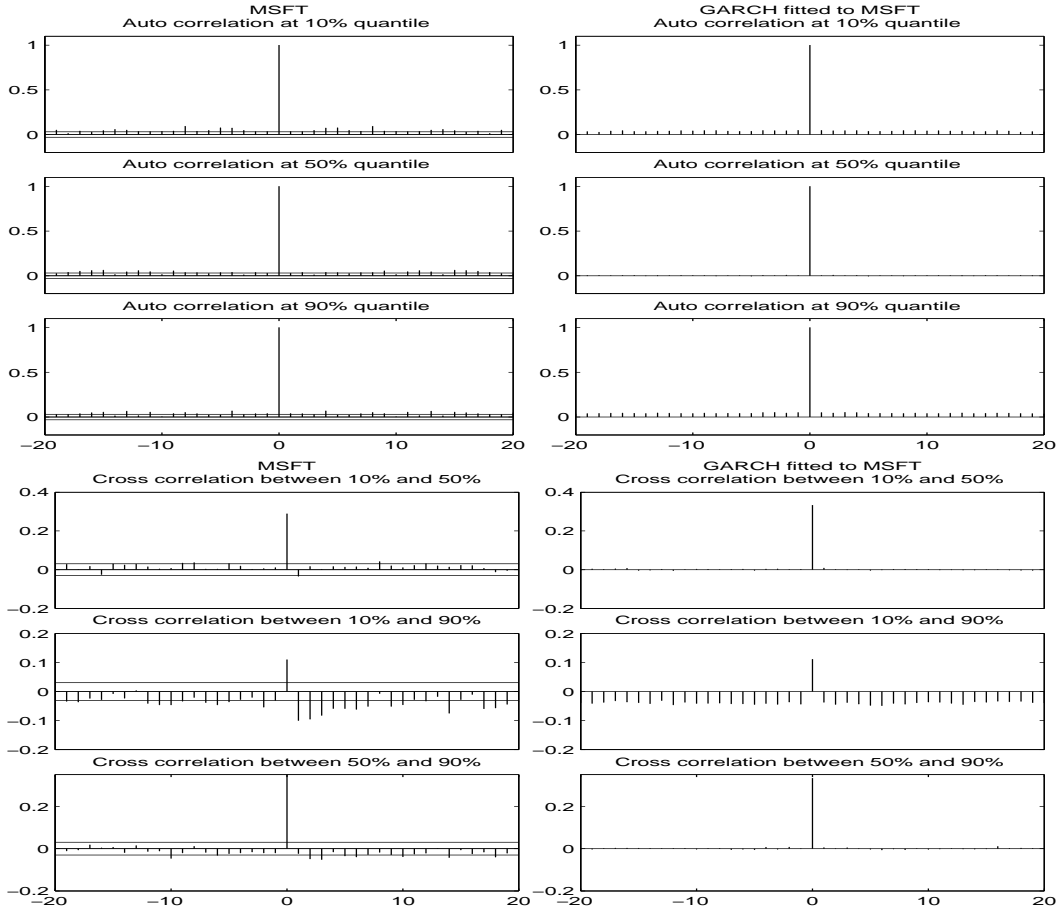 MSFT
Auto correlation at 10% quantile
1
0.5
0
Auto correlation at 50% quantile
1
0.5
0
Auto correlation at 90% quantile
1
0.5
0
−20 −10 0 10 20
GARCH fitted to MSFT
Auto correlation at 10% quantile
1
0.5
0
Auto correlation at 50% quantile
1
0.5
0
Auto correlation at 90% quantile
1
0.5
0
−20 −10 0 10 20
MSFT
Cross correlation between 10% and 50%
0.4
0.2
0
−0.2
Cross correlation between 10% and 90%
0.2
0.1
0
−0.1
−0.2
Cross correlation between 50% and 90%
0.2
0
−0.2
−20 −10 0 10 20
GARCH fitted to MSFT
Cross correlation between 10% and 50%
0.4
0.2
0
−0.2
Cross correlation between 10% and 90%
0.2
0.1
0
−0.1
−0.2
Cross correlation between 50% and 90%
0.2
0
−0.2
−20 −10 0 10 20